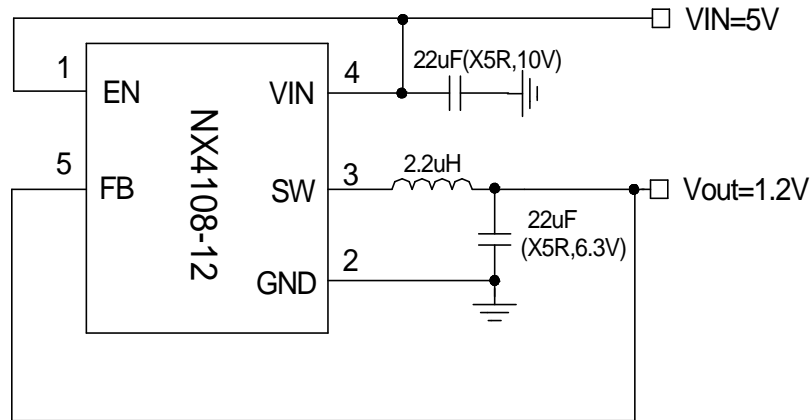 VIN=5V
22uF(X5R,10V)
1
4
EN
VIN
NX4108-12
5
3
2.2uH
FB
SW
Vout=1.2V
22uF
(X5R,6.3V)
2
GND